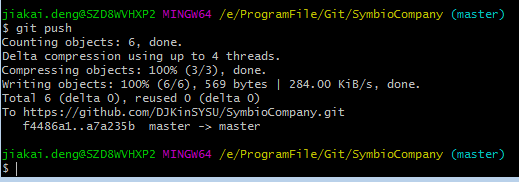 jiakai.deng@SZD8WVHXP2 MINGW64 /e/ProgramFile/Git/SymbioCompany (master)
$ git push
Counting objects: 6, done.
Delta compression using up to 4 threads.
Compressing objects: 100% (3/3), done.
Writing objects: 100% (6/6), 569 bytes | 284.00 KiB/s, done.
Total 6 (delta 0), reused 0 (delta 0)
To https://github.com/DJKinSYSU/SymbioCompany.git
   f4486a1..a7a235b  master -> master
jiakai.deng@SZD8WVHXP2 MINGW64 /e/ProgramFile/Git/SymbioCompany (master)
$